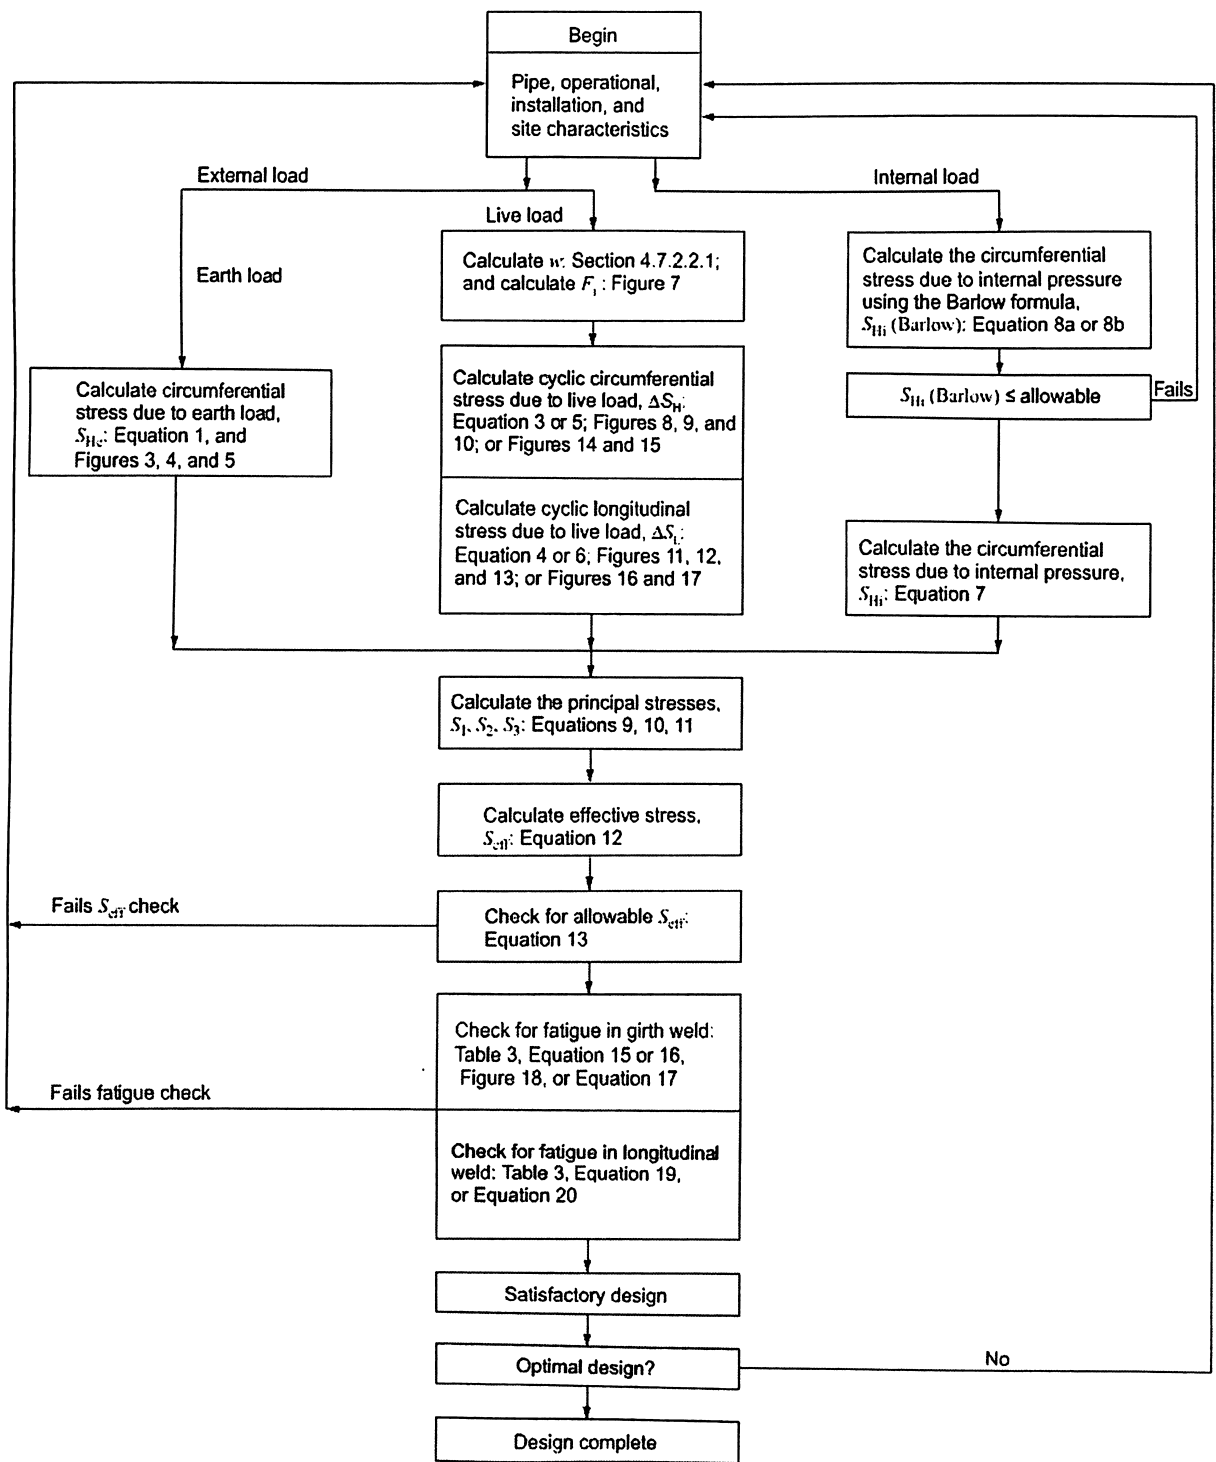 Begin
Pipe, operational,
installation, and
site characteristics
External load
Internal load
Live load
Earth load
Calculate w: Section 4.7.2.2.1;
and calculate Fᵢ : Figure 7
Calculate the circumferential
stress due to internal pressure
using the Barlow formula,
S_Hi (Barlow): Equation 8a or 8b
Calculate circumferential
stress due to earth load,
S_He: Equation 1, and
Figures 3, 4, and 5
Calculate cyclic circumferential
stress due to live load, ΔS_H:
Equation 3 or 5; Figures 8, 9, and
10; or Figures 14 and 15
S_Hi (Barlow) ≤ allowable
Fails
Calculate cyclic longitudinal
stress due to live load, ΔS_L:
Equation 4 or 6; Figures 11, 12,
and 13; or Figures 16 and 17
Calculate the circumferential
stress due to internal pressure,
S_Hi: Equation 7
Calculate the principal stresses,
S₁, S₂, S₃: Equations 9, 10, 11
Calculate effective stress,
S_eff: Equation 12
Fails S_eff check
Check for allowable S_eff:
Equation 13
Check for fatigue in girth weld:
Table 3, Equation 15 or 16,
Figure 18, or Equation 17
Fails fatigue check
Check for fatigue in longitudinal
weld: Table 3, Equation 19,
or Equation 20
Satisfactory design
Optimal design?
No
Design complete